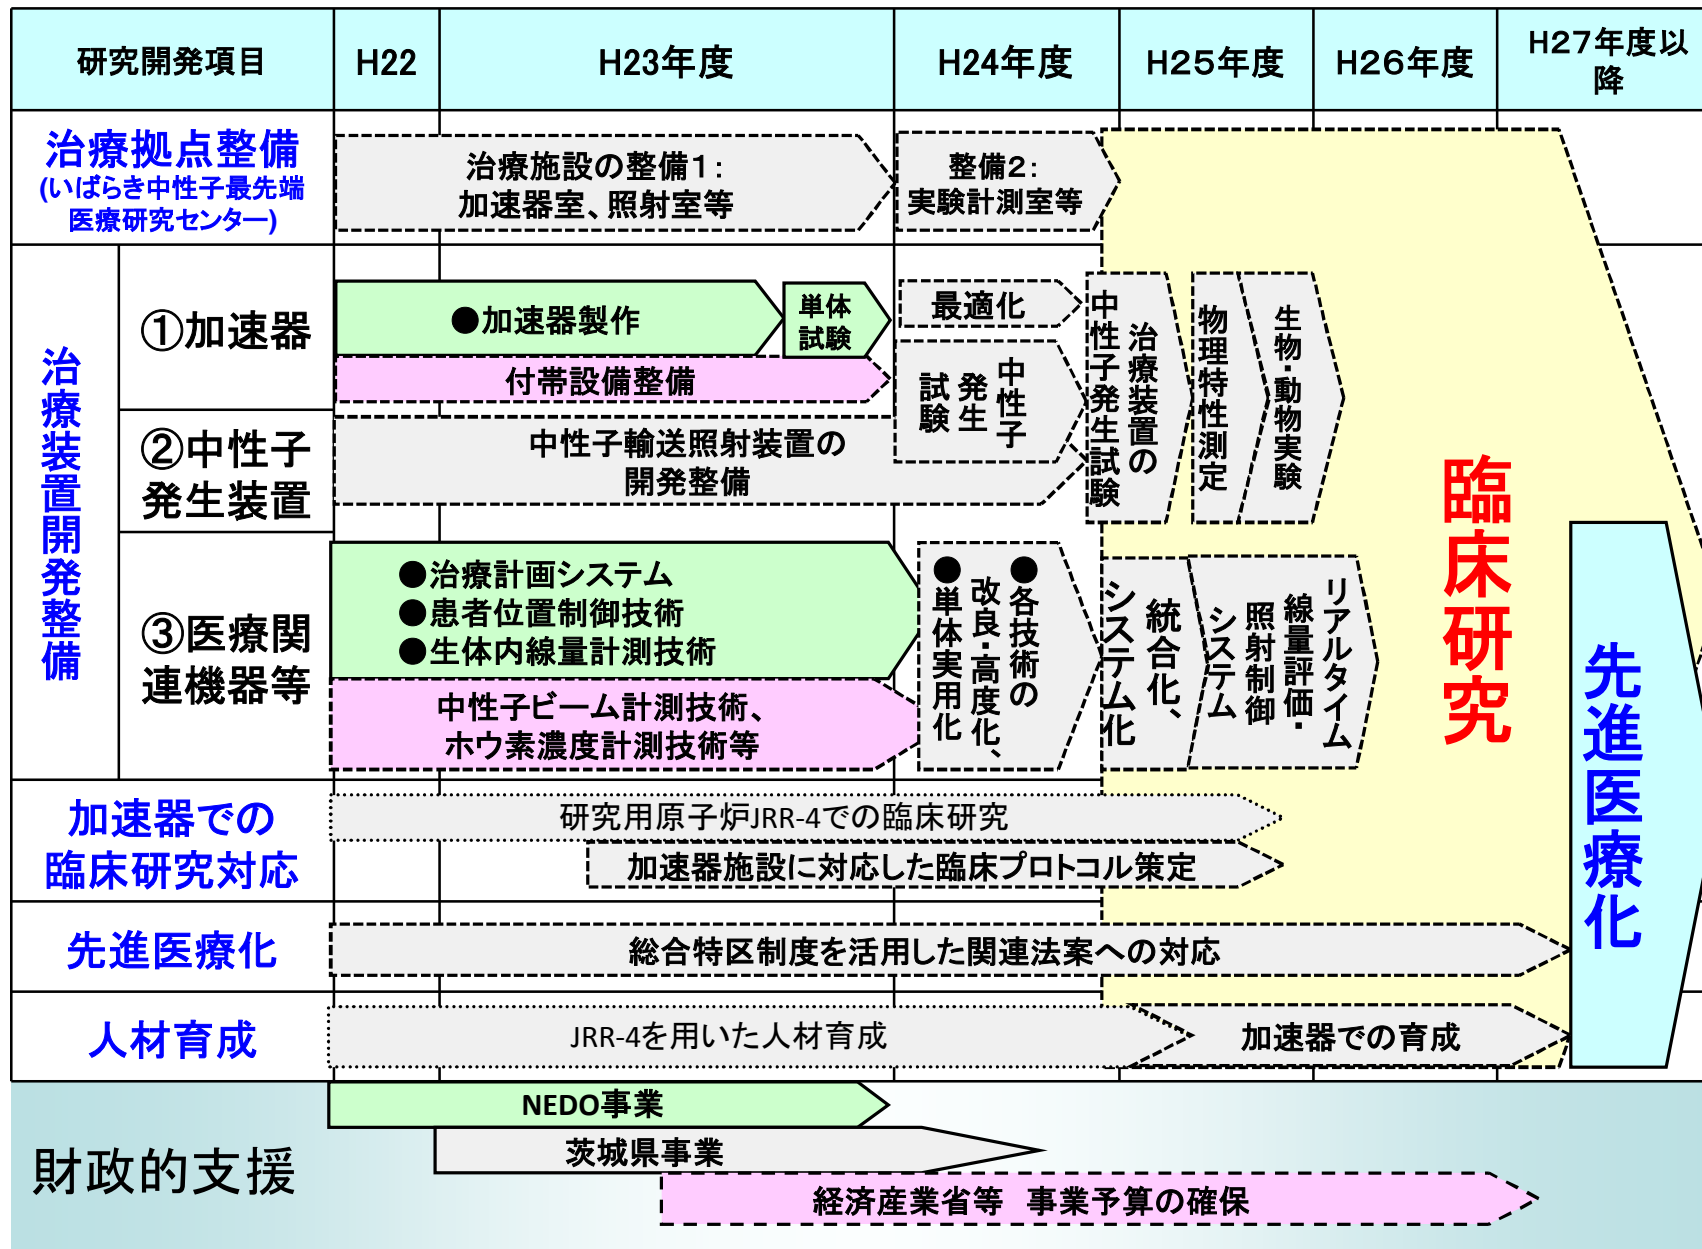 研究開発項目
H22
H23年度
H24年度
H25年度
H26年度
H27年度以
降
治療拠点整備
(いばらき中性子最先端
医療研究センター)
治療施設の整備1:
加速器室、照射室等
整備2:
実験計測室等
治療装置開発整備
①加速器
●加速器製作
単体
試験
付帯設備整備
最適化
中性子
発生
試験
治療装置の
中性子発生試験
物理特性測定
生物・動物実験
②中性子
発生装置
中性子輸送照射装置の
開発整備
③医療関
連機器等
●治療計画システム
●患者位置制御技術
●生体内線量計測技術
中性子ビーム計測技術、
ホウ素濃度計測技術等
●各技術の
改良・高度化、
●単体実用化
統合化、
システム化
リアルタイム
線量評価・
照射制御
システム
臨床研究
先進医療化
加速器での
臨床研究対応
研究用原子炉JRR-4での臨床研究
加速器施設に対応した臨床プロトコル策定
先進医療化
総合特区制度を活用した関連法案への対応
人材育成
JRR-4を用いた人材育成
加速器での育成
財政的支援
NEDO事業
茨城県事業
経済産業省等 事業予算の確保